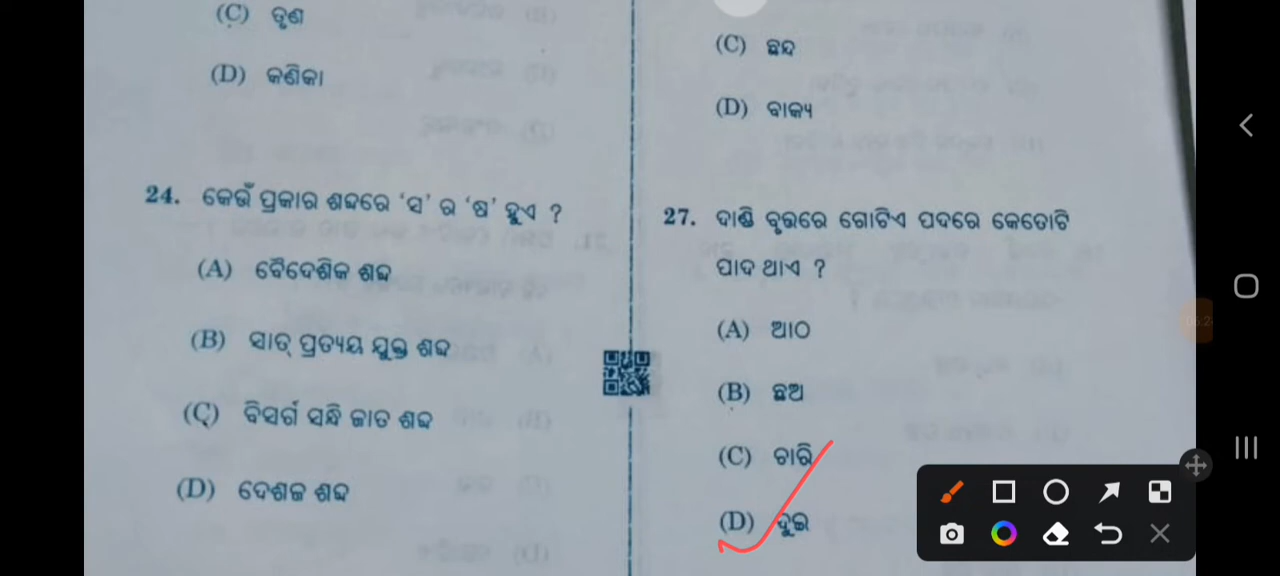 (C) ତୃଣ
(D) କଣିକା
24. କେଉଁ ପ୍ରକାର ଶବ୍ଦରେ ‘ସ’ ର ‘ଷ’ ହୁଏ ?
(A) ବୈଦେଶିକ ଶବ୍ଦ
(B) ସାତ୍ ପ୍ରତ୍ୟୟ ଯୁକ୍ତ ଶବ୍ଦ
(C) ବିସର୍ଗ ସନ୍ଧି ଜାତ ଶବ୍ଦ
(D) ଦେଶଜ ଶବ୍ଦ
(C) ଛନ୍ଦ
(D) ବାକ୍ୟ
27. ଦାଣ୍ଡି ବୃତ୍ତରେ ଗୋଟିଏ ପଦରେ କେତୋଟି
ପାଦ ଥାଏ ?
(A) ଆଠ
(B) ଛଅ
(C) ଚାରି
(D) ଦୁଇ